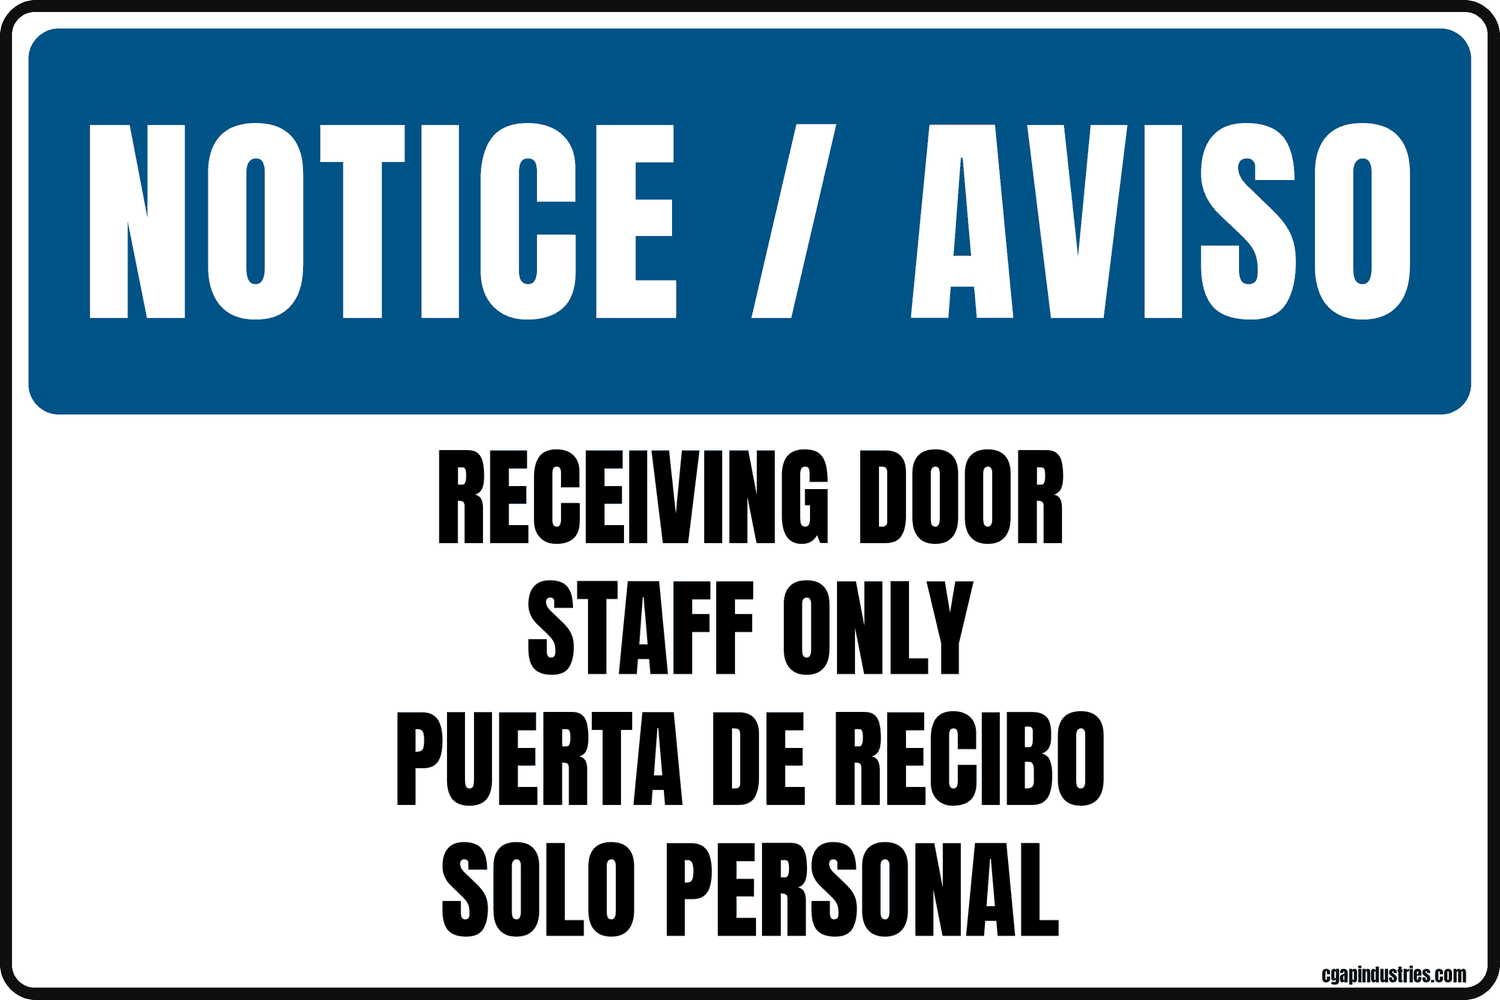 NOTICE / AVISO
RECEIVING DOOR
STAFF ONLY
PUERTA DE RECIBO
SOLO PERSONAL
cgapindustries.com